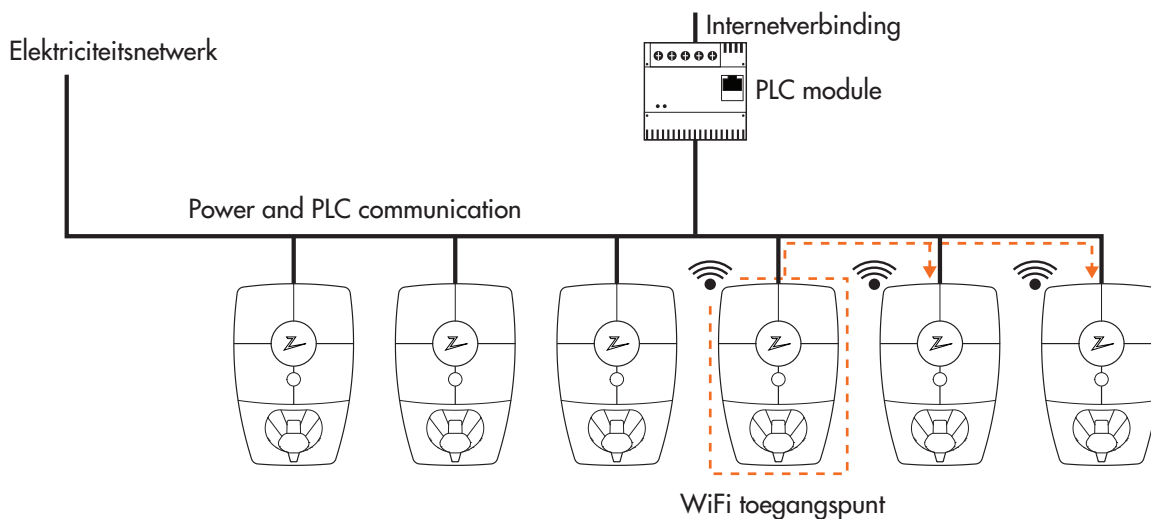 Internetverbinding
Elektriciteitsnetwerk
PLC module
Power and PLC communication
WiFi toegangspunt